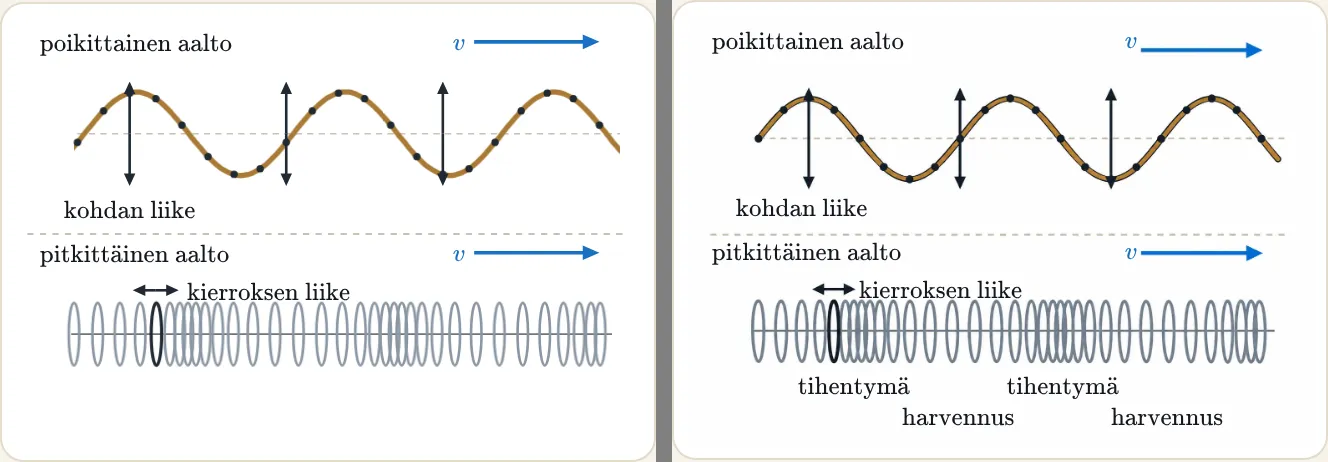 poikittainen aalto
v
kohdan liike
pitkittäinen aalto
v
kierroksen liike
poikittainen aalto
v
kohdan liike
pitkittäinen aalto
v
kierroksen liike
tihentymä
tihentymä
harvennus
harvennus